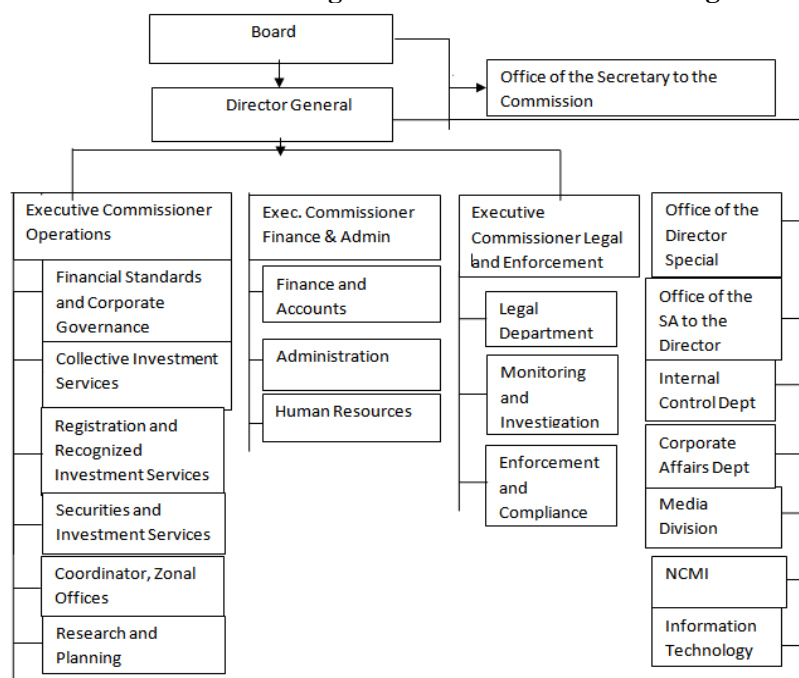 Board
Office of the Secretary to the
Commission
Director General
Executive Commissioner
Operations
Financial Standards
and Corporate
Governance
Collective Investment
Services
Registration and
Recognized
Investment Services
Securities and
Investment Services
Coordinator, Zonal
Offices
Research and
Planning
Exec. Commissioner
Finance & Admin
Finance and
Accounts
Administration
Human Resources
Executive
Commissioner Legal
and Enforcement
Legal
Department
Monitoring
and
Investigation
Enforcement
and
Compliance
Office of the
Director
Special
Office of the
SA to the
Director
Internal
Control Dept
Corporate
Affairs Dept
Media
Division
NCMI
Information
Technology